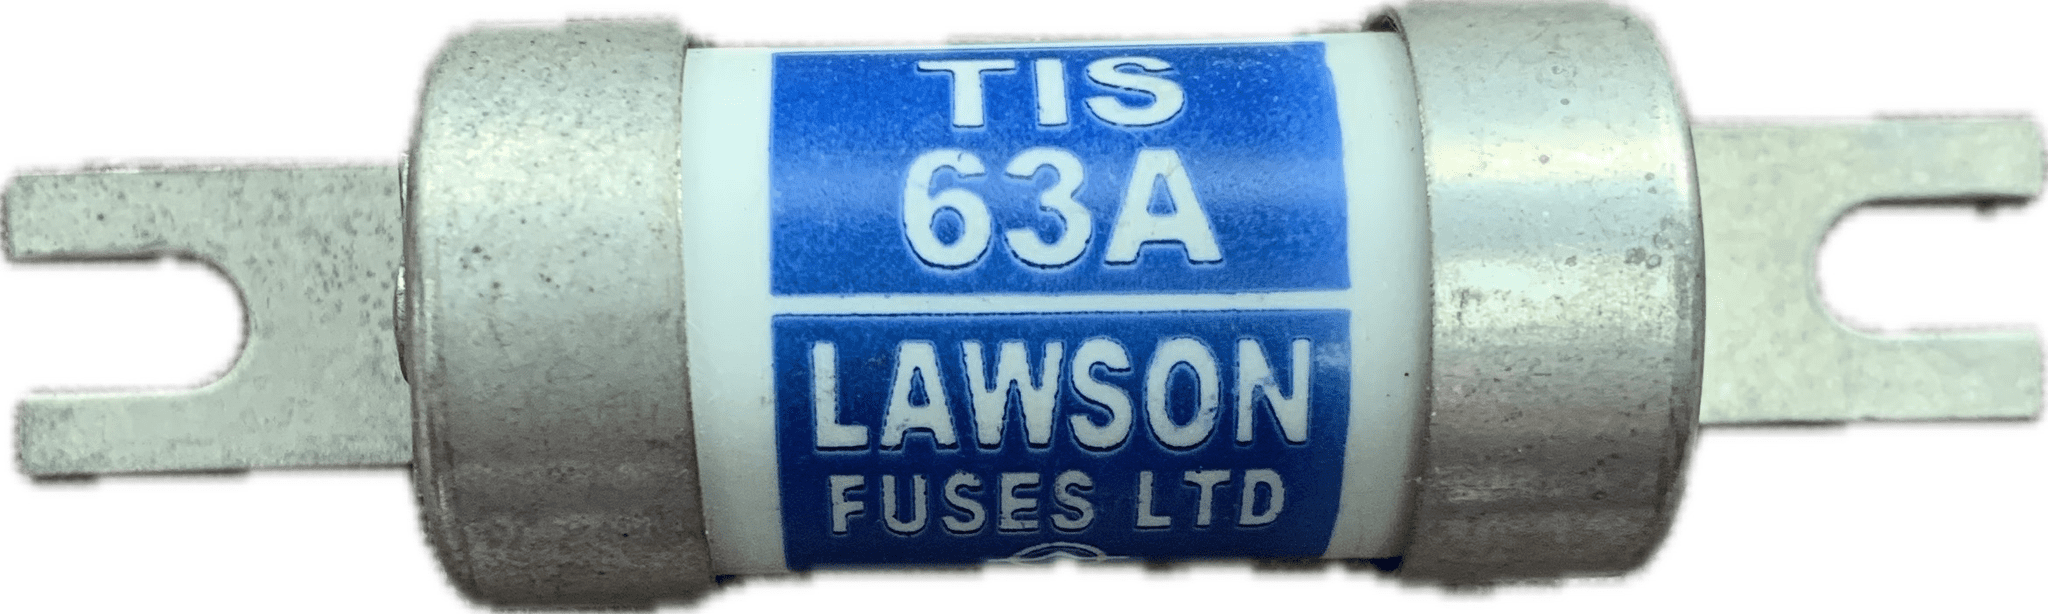 TIS
63A
LAWSON
FUSES LTD